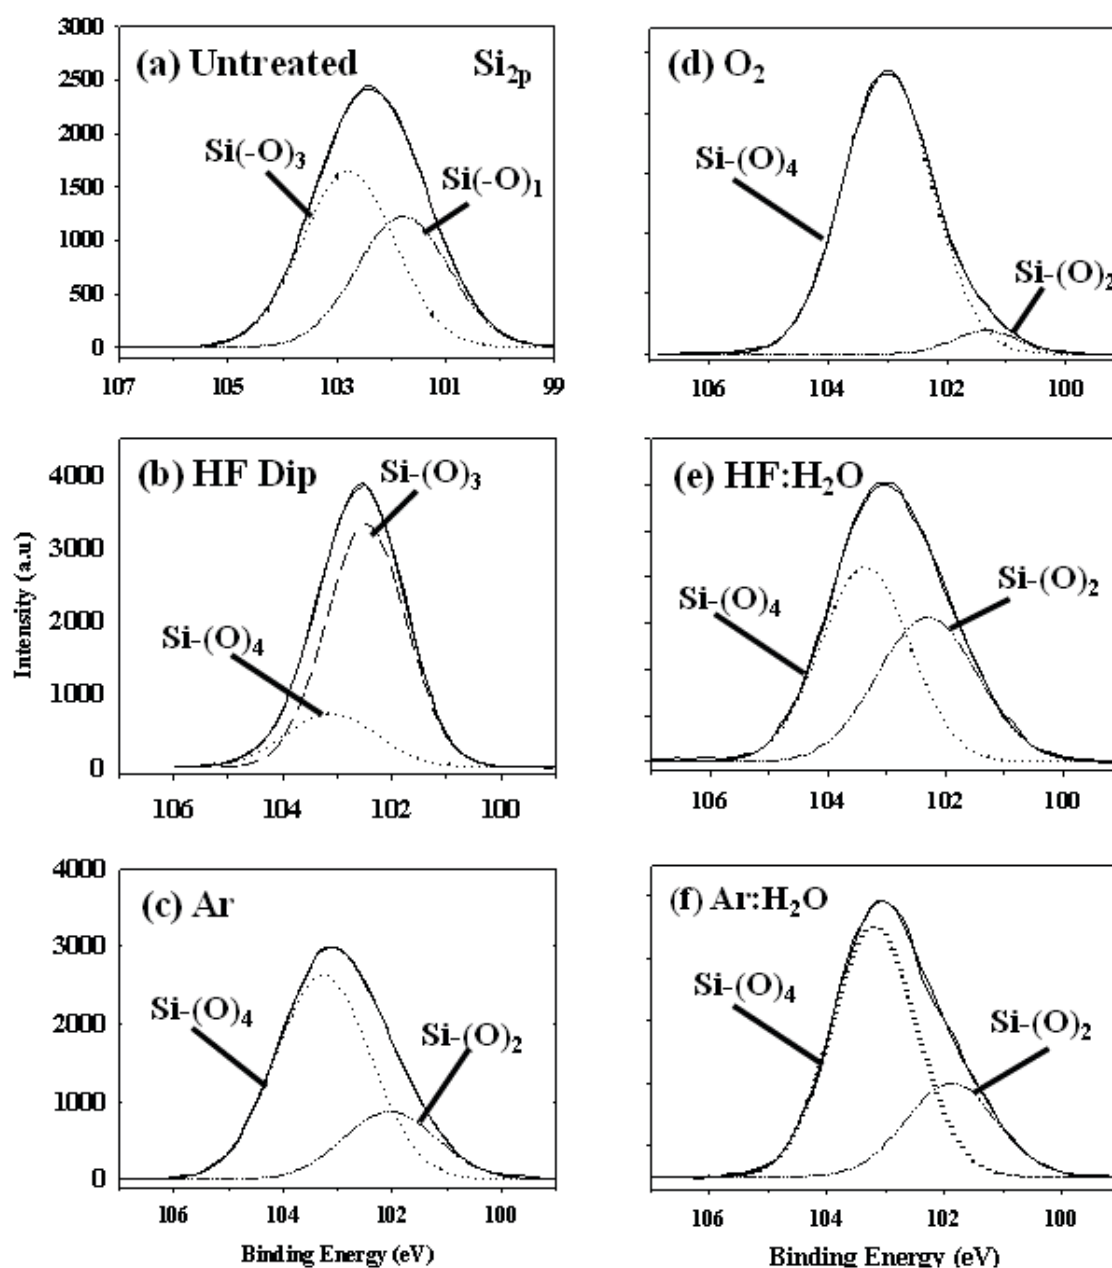 (a) Untreated Si2p
Si(-O)3
Si(-O)1
3000
2500
2000
1500
1000
500
0
107 105 103 101 99
(d) O2
Si-(O)4
Si-(O)2
106 104 102 100
(b) HF Dip
Si-(O)3
Si-(O)4
4000
3000
2000
1000
0
106 104 102 100
Intensity (a.u)
(e) HF:H2O
Si-(O)2
Si-(O)4
106 104 102 100
(c) Ar
Si-(O)4
Si-(O)2
4000
3000
2000
1000
0
106 104 102 100
Binding Energy (eV)
(f) Ar:H2O
Si-(O)4
Si-(O)2
106 104 102 100
Binding Energy (eV)